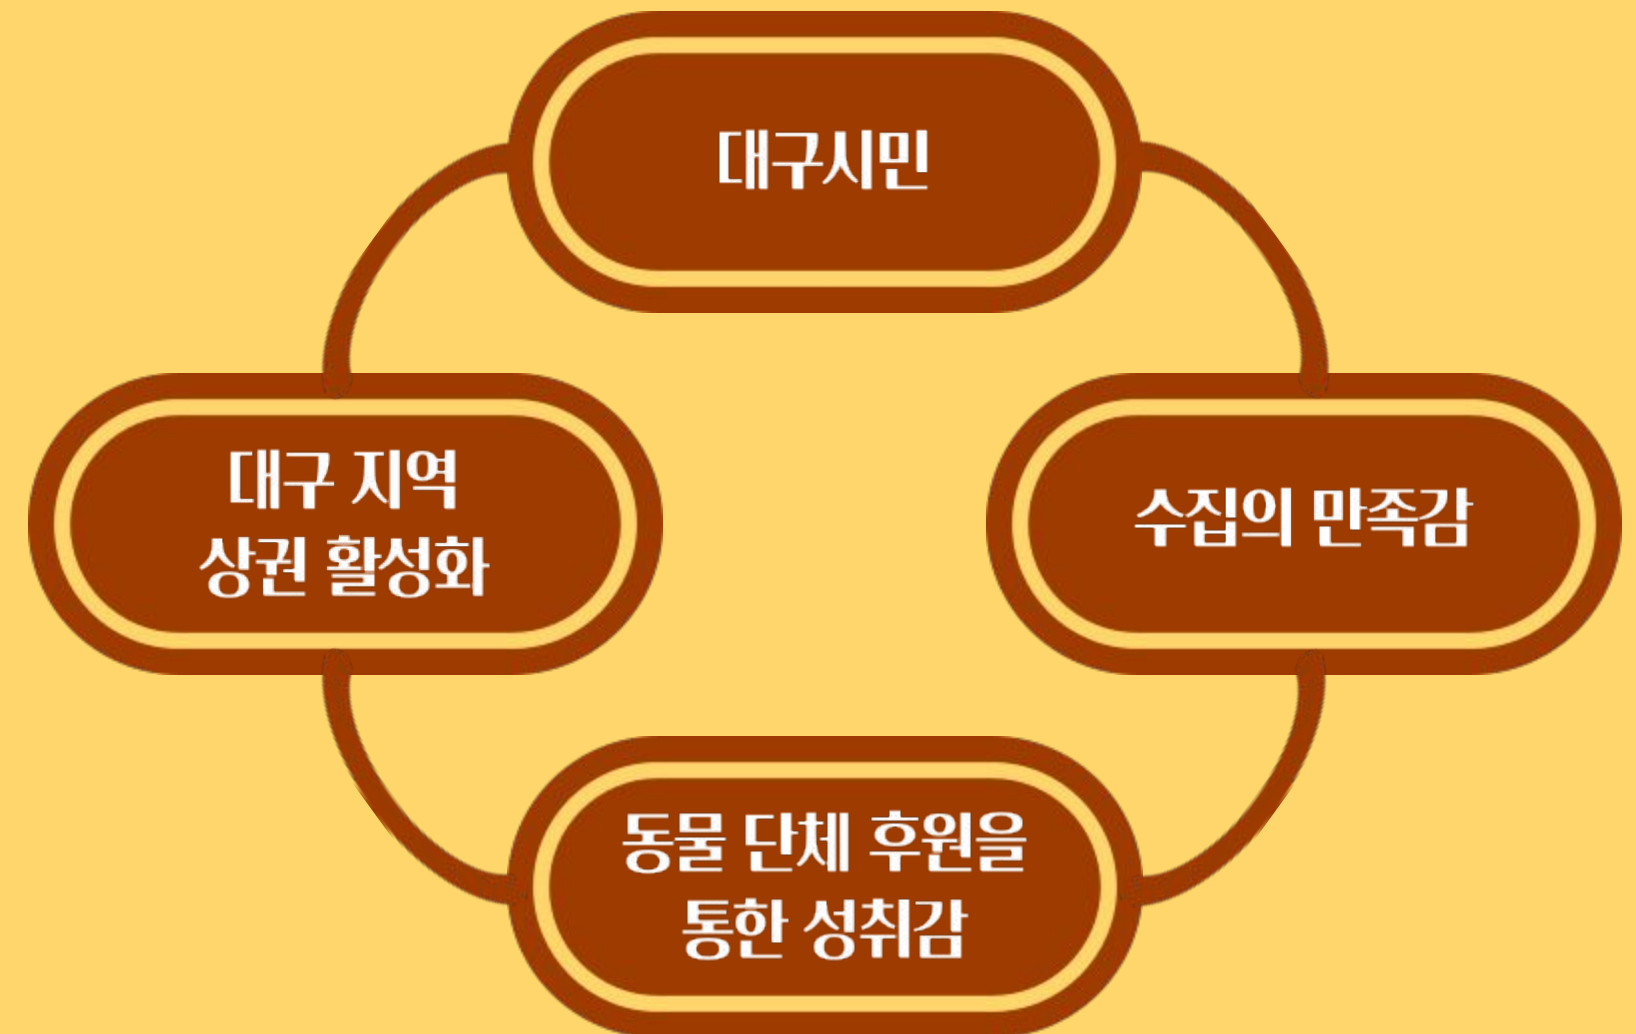 대구시민
대구 지역
상권 활성화
수집의 만족감
동물 단체 후원을
통한 성취감